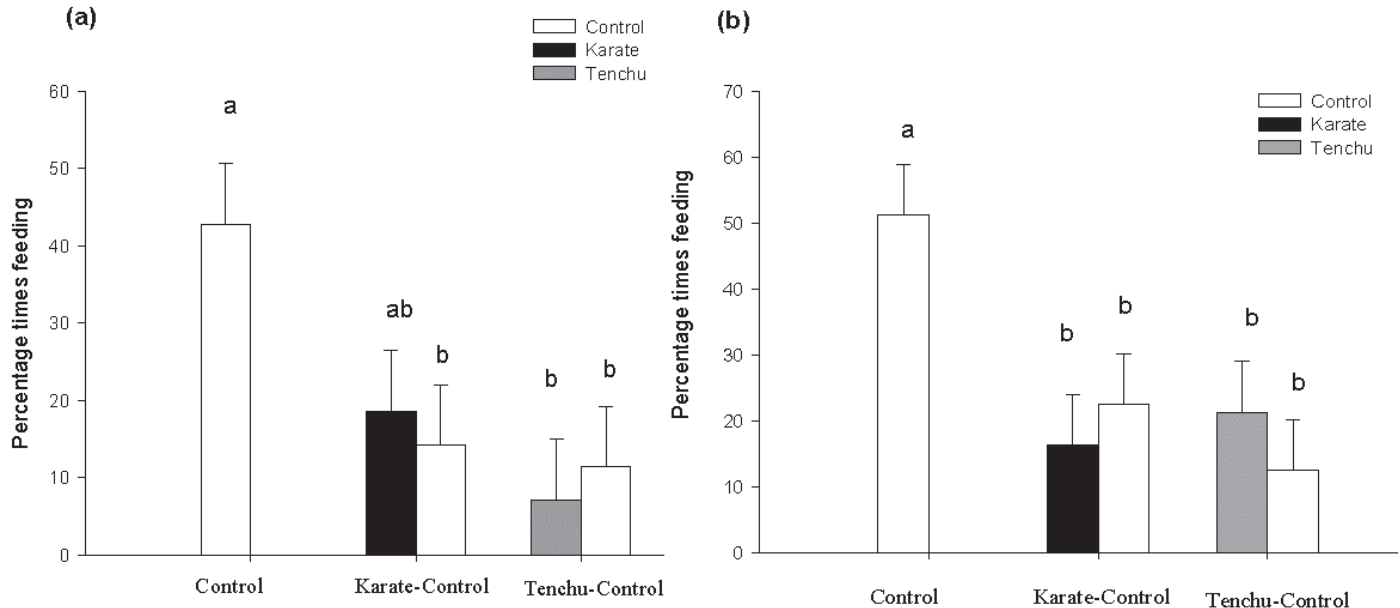 (a)
Control
Karate
Tenchu
Percentage times feeding
60
50
40
30
20
10
0
a
ab
b
b
b
Control
Karate-Control
Tenchu-Control
(b)
Control
Karate
Tenchu
Percentage times feeding
70
60
50
40
30
20
10
0
a
b
b
b
b
Control
Karate-Control
Tenchu-Control